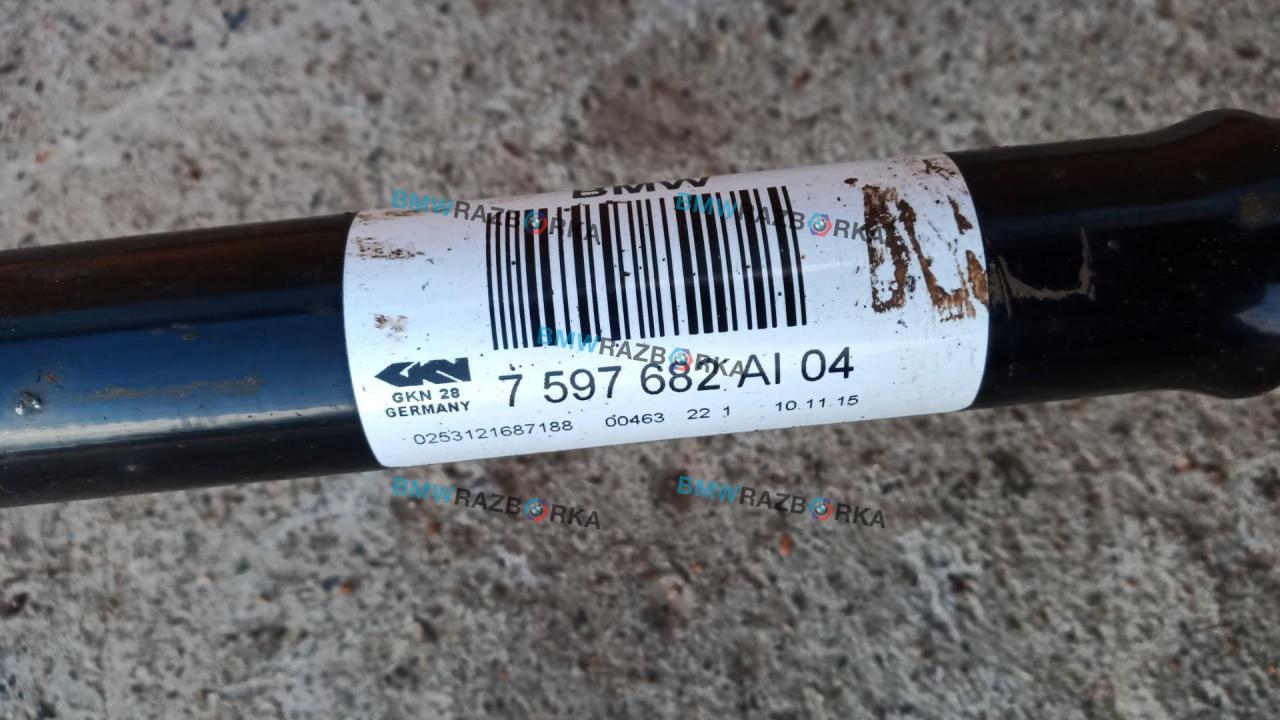 BMW
BMWRAZBORKA
BMWRAZBORKA
BMWRAZBORKA
GKN
GKN 28
GERMANY
7 597 682 AI 04
0253121687188 00463 22 1 10.11.15
BMWRAZBORKA
BMWRAZBORKA